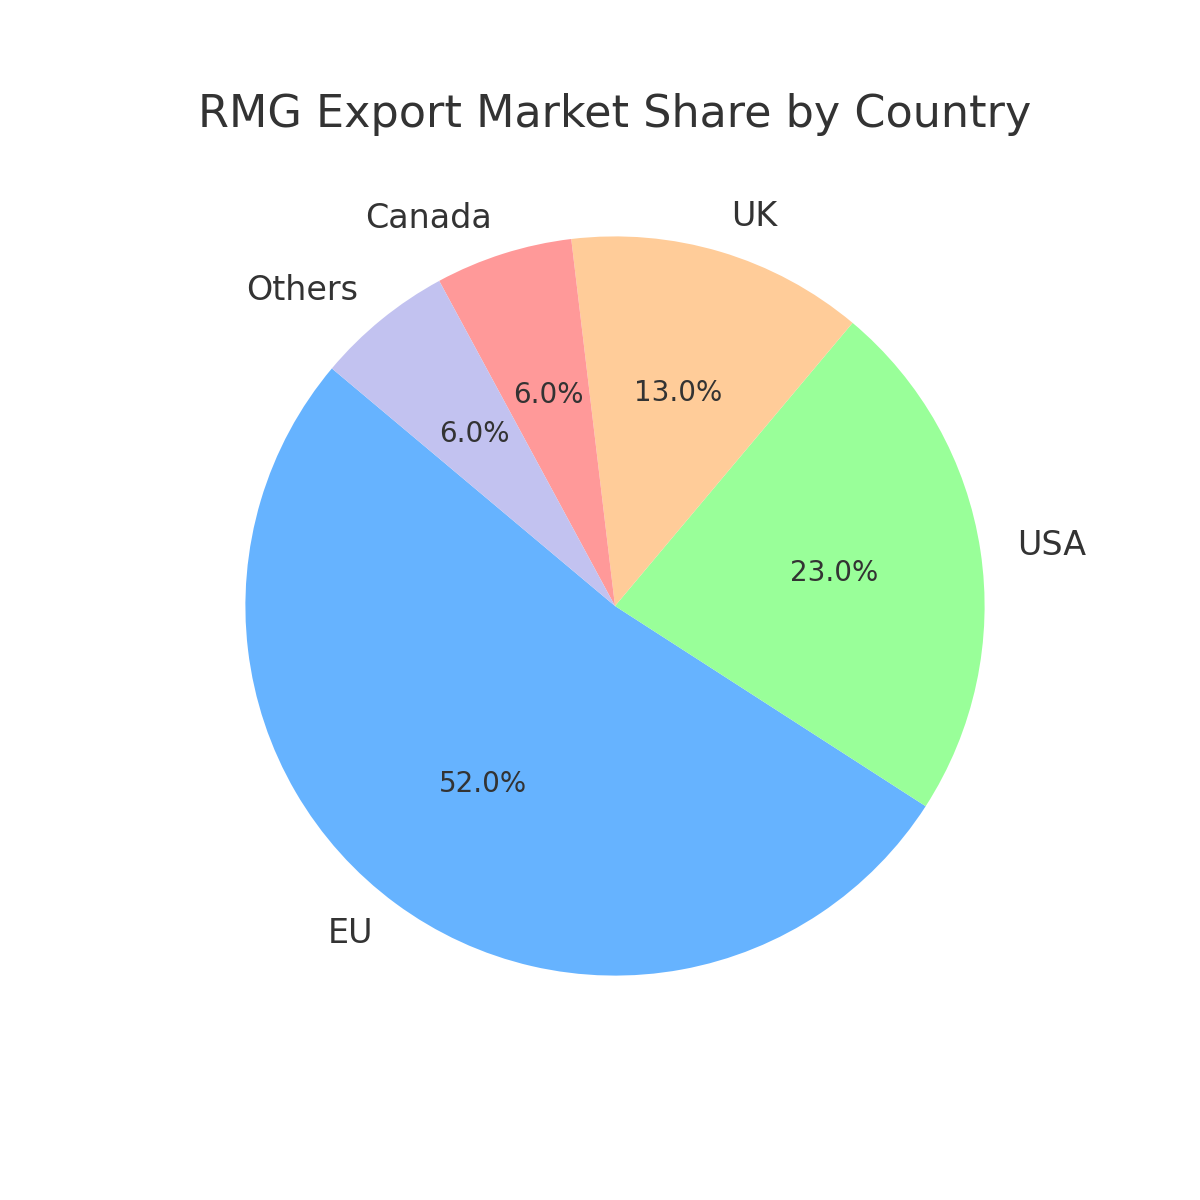 RMG Export Market Share by Country
UK
Canada
Others
13.0%
6.0%
6.0%
USA
23.0%
52.0%
EU